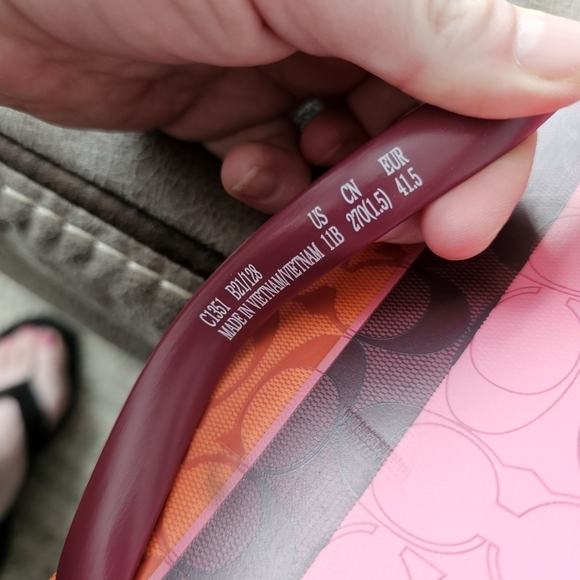 US CN EUR
C1351 B21/128
MADE IN VIETNAM/VIETNAM 11B 270(1.5) 41.5